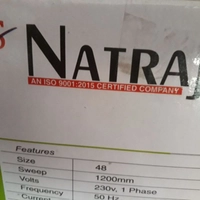 NATRAJ
AN ISO 9001:2015 CERTIFIED COMPANY
Features
Size 48
Sweep 1200mm
Volts 230v, 1 Phase
Frequency 50 Hz
Current